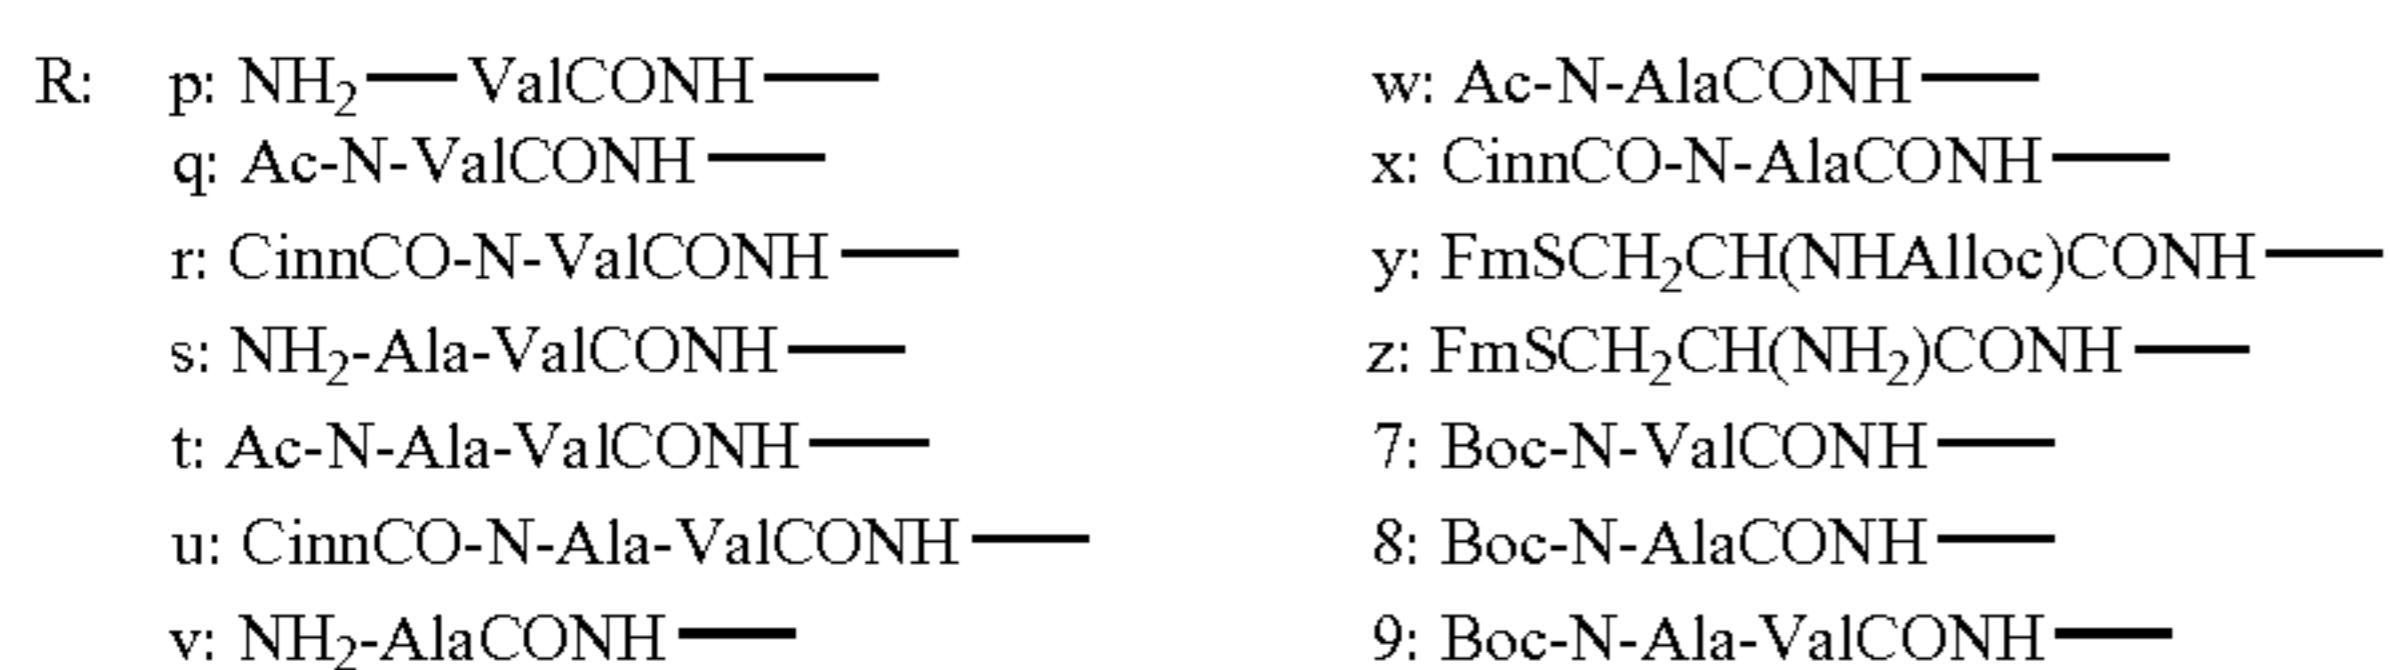 R: p: NH₂—ValCONH—
q: Ac-N-ValCONH—
r: CinnCO-N-ValCONH—
s: NH₂-Ala-ValCONH—
t: Ac-N-Ala-ValCONH—
u: CinnCO-N-Ala-ValCONH—
v: NH₂-AlaCONH—
w: Ac-N-AlaCONH—
x: CinnCO-N-AlaCONH—
y: FmSCH₂CH(NHAlloc)CONH—
z: FmSCH₂CH(NH₂)CONH—
7: Boc-N-ValCONH—
8: Boc-N-AlaCONH—
9: Boc-N-Ala-ValCONH—